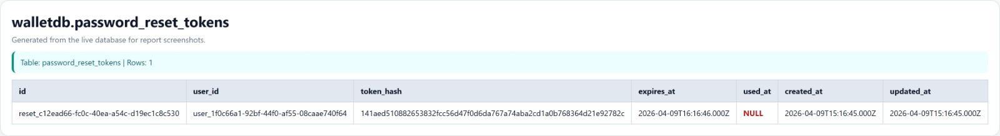 walletdb.password_reset_tokens
Generated from the live database for report screenshots.
Table: password_reset_tokens | Rows: 1
id user_id token_hash expires_at used_at created_at updated_at
reset_c12ead66-fc0c-40ea-a54c-d19ec1c8c530 user_1f0c66a1-92bf-44f0-af55-08caae740f64 141aed510882653832fcc56d47f0d6da767a74aba2cd1a0b768364d21e92782c 2026-04-09T16:16:46.000Z NULL 2026-04-09T15:16:45.000Z 2026-04-09T15:16:45.000Z